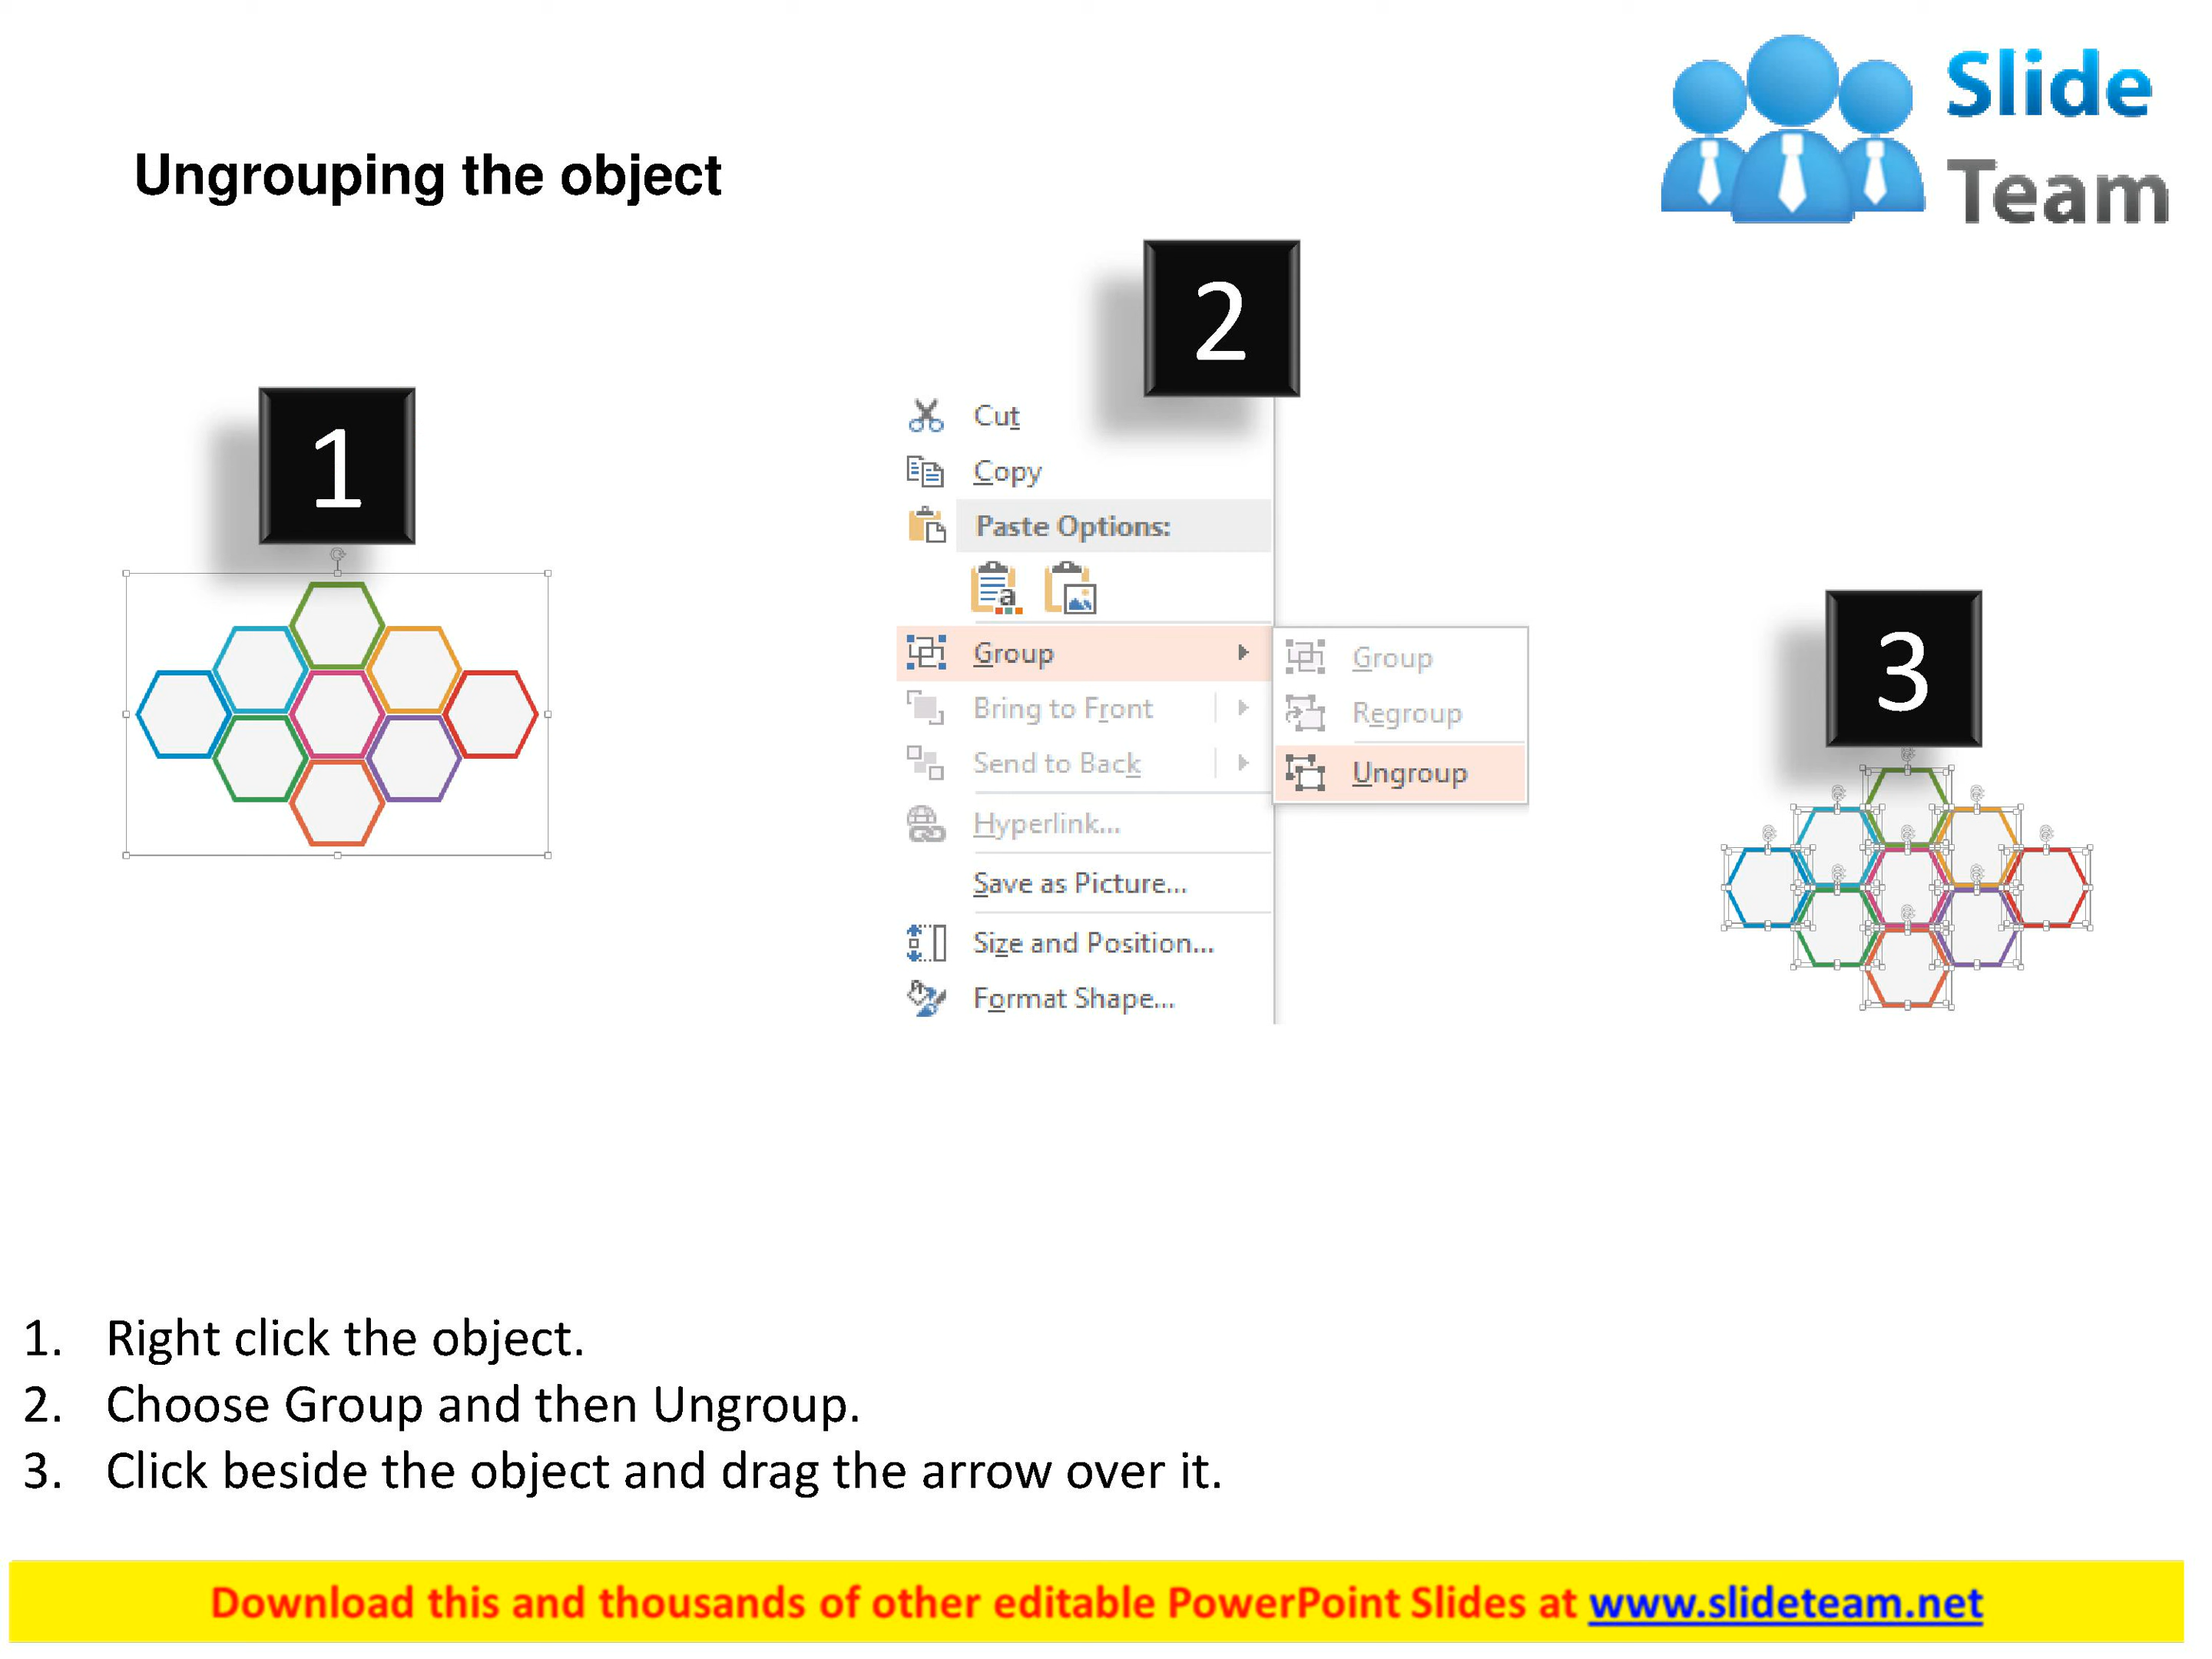 Slide
Team
Ungrouping the object
1
2
Cut
Copy
Paste Options:
a
Group
Bring to Front
Send to Back
Hyperlink...
Save as Picture...
Size and Position...
Format Shape...
Group
Regroup
Ungroup
3
1. Right click the object.
2. Choose Group and then Ungroup.
3. Click beside the object and drag the arrow over it.
Download this and thousands of other editable PowerPoint Slides at www.slideteam.net